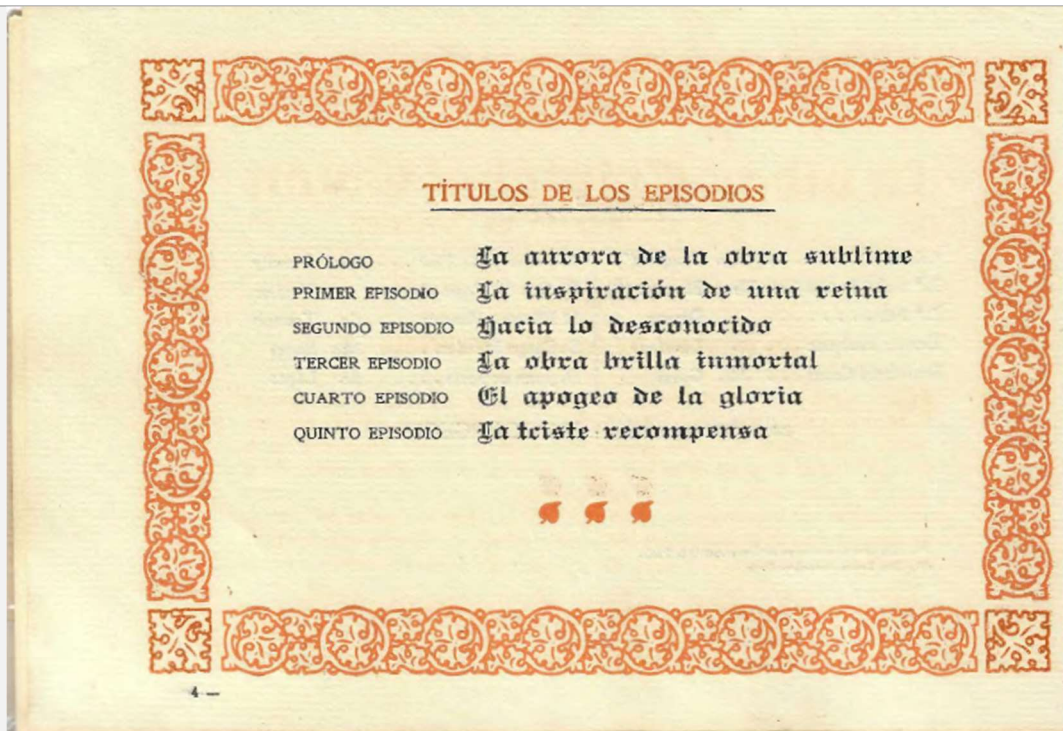 TÍTULOS DE LOS EPISODIOS
PRÓLOGO La aurora de la obra sublime
PRIMER EPISODIO La inspiración de una reina
SEGUNDO EPISODIO Hacia lo desconocido
TERCER EPISODIO La obra brilla inmortal
CUARTO EPISODIO El apogeo de la gloria
QUINTO EPISODIO La triste recompensa
4 —